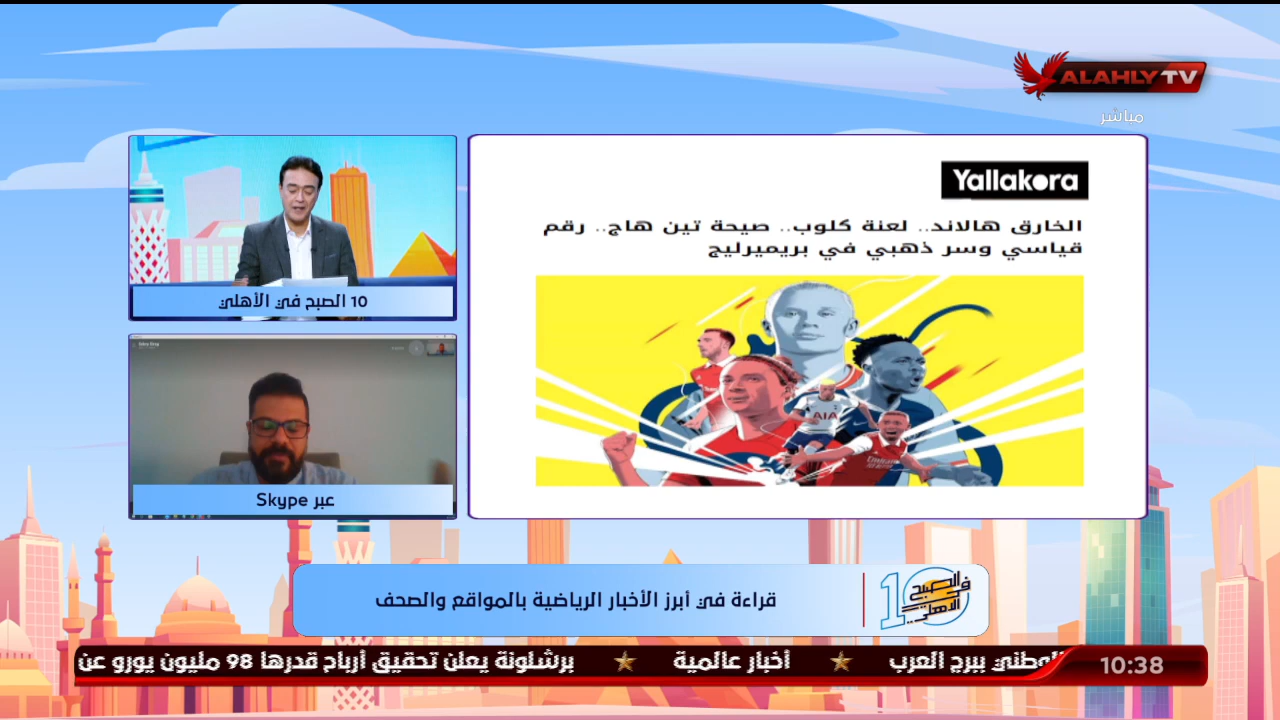 ALAHLY TV
مباشر
Yallakora
الخارق هالاند.. لعنة كلوب.. صيحة تين هاج.. رقم
قياسي وسر ذهبي في بريميرليج
AIA
10 الصبح في الأهلي
عبر Skype
10 الصبح في الأهلي..
قراءة في أبرز الأخبار الرياضية بالمواقع والصحف
الوطني ببرج العرب ★ أخبار عالمية ★ برشلونة يعلن تحقيق أرباح قدرها 98 مليون يورو عن
10:38